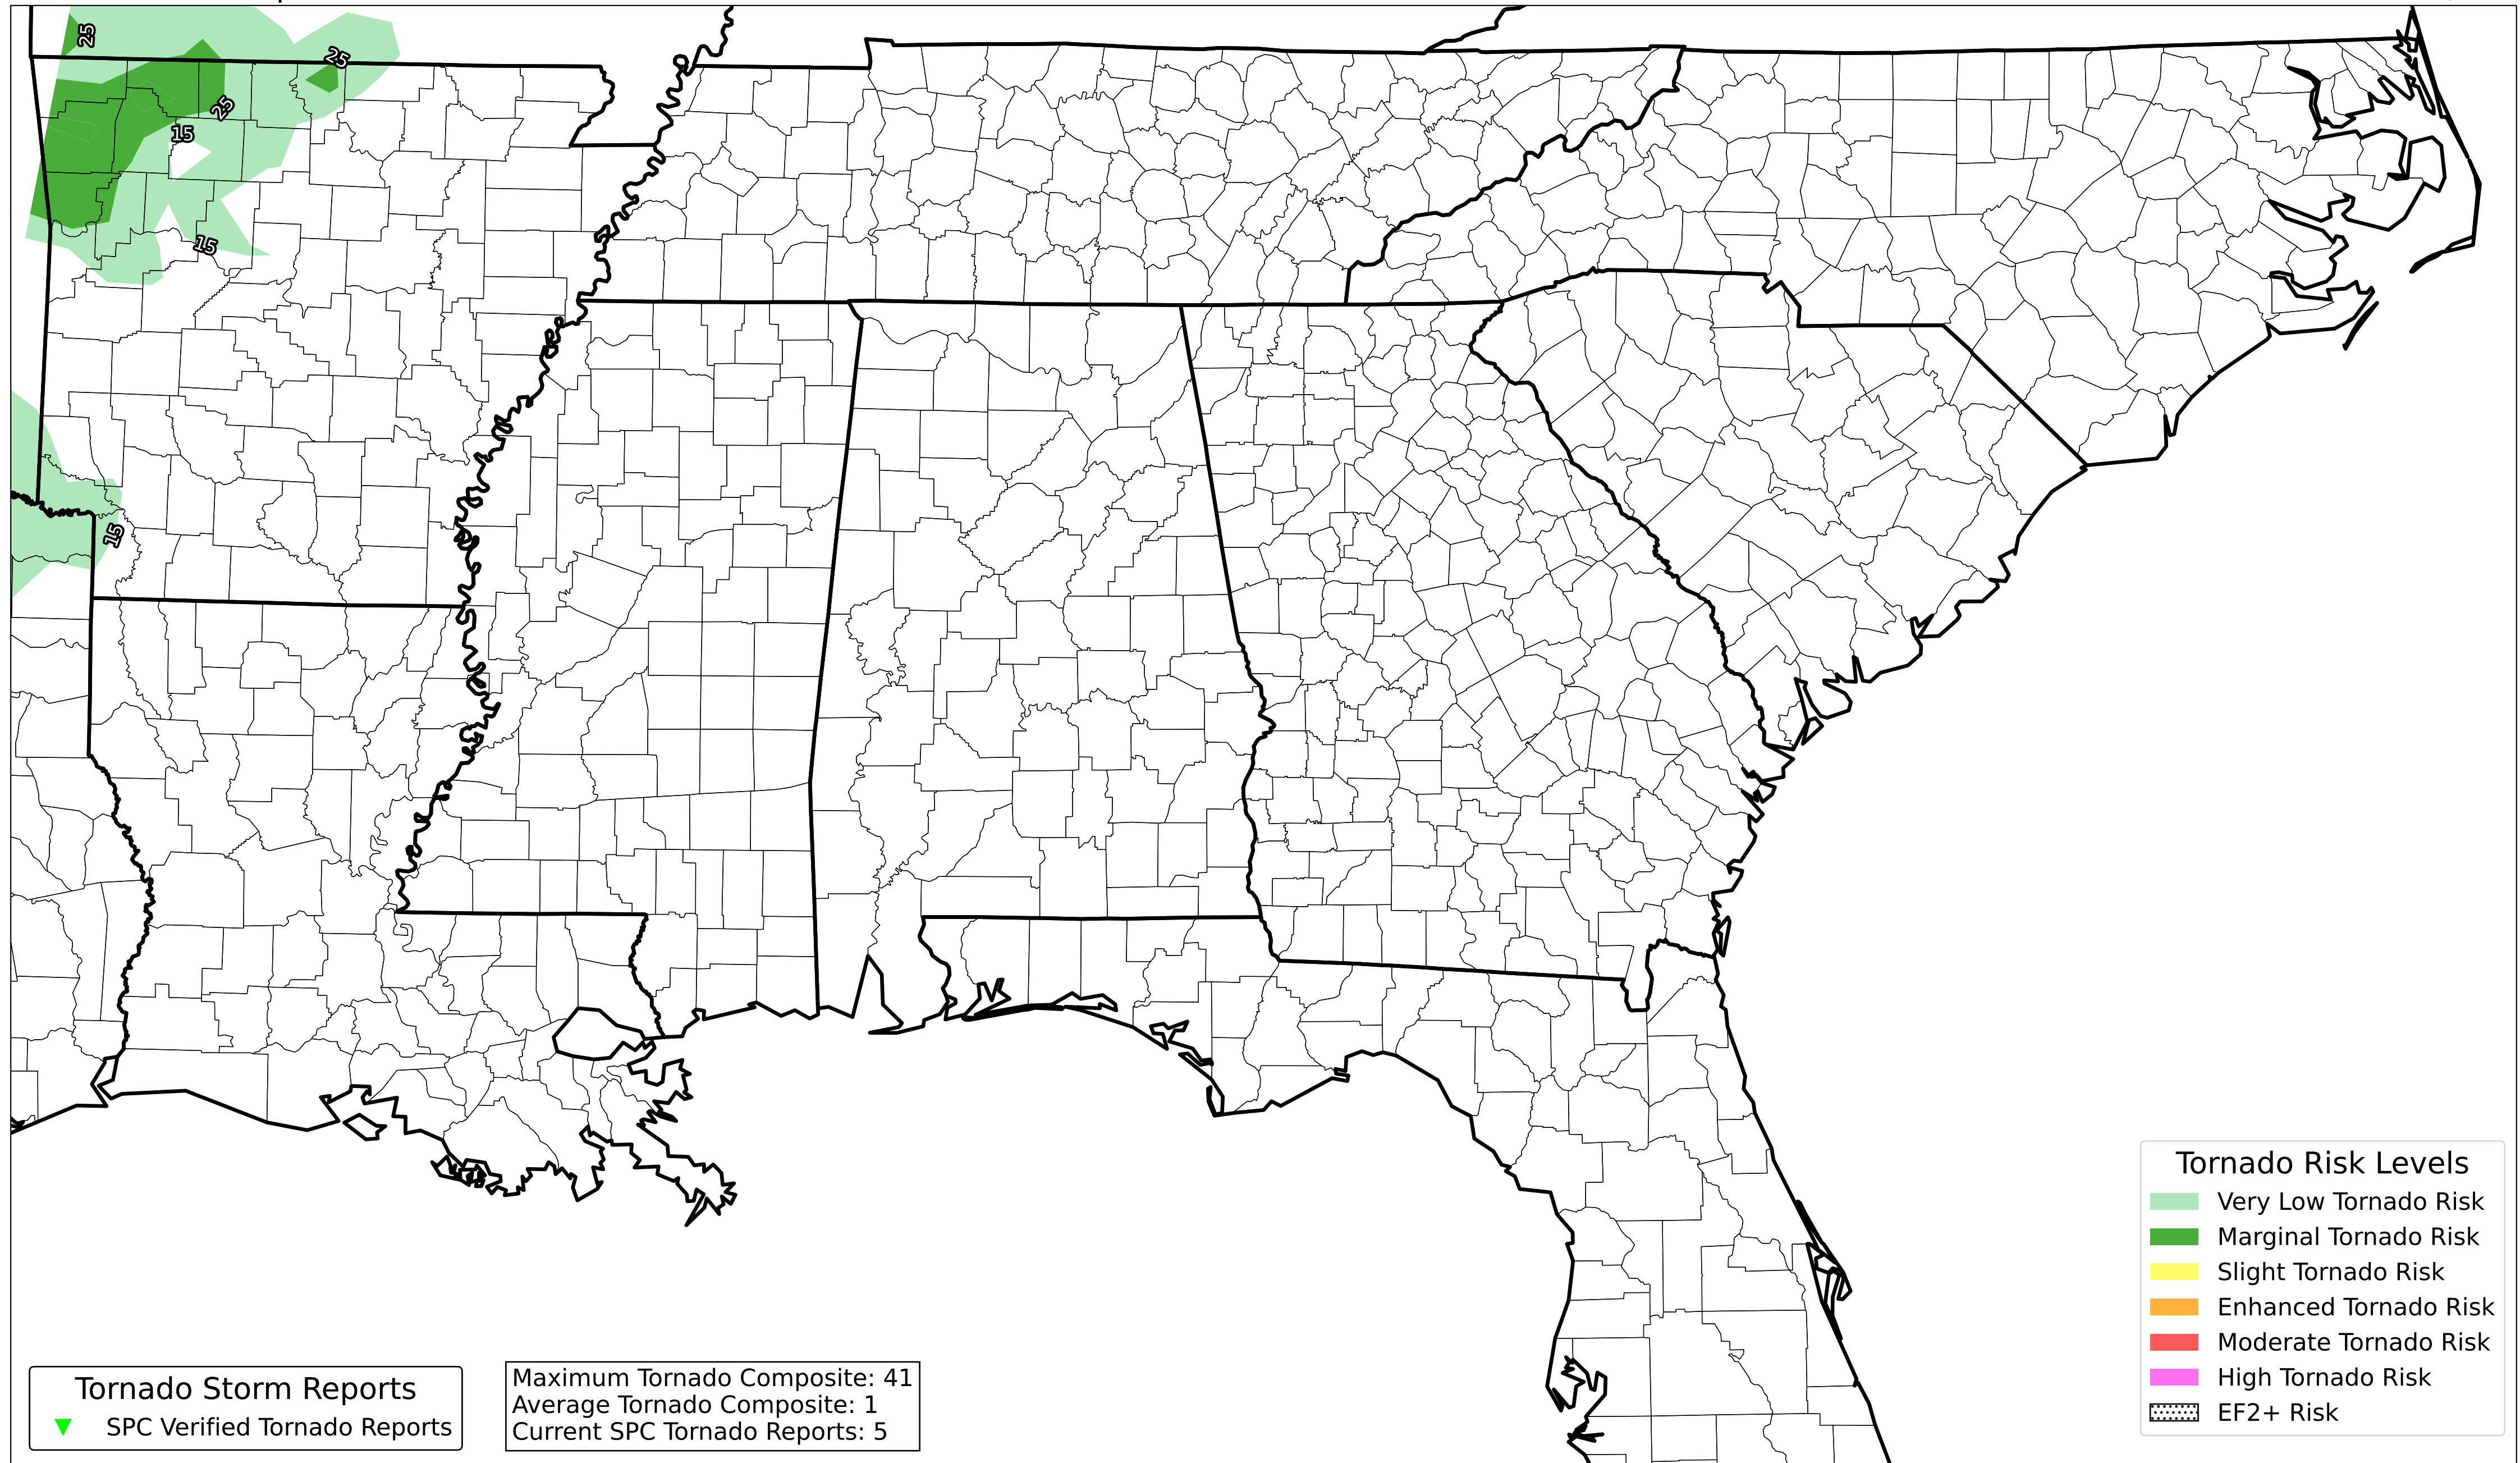 25
25
25
15
15
15
Tornado Risk Levels
Very Low Tornado Risk
Marginal Tornado Risk
Slight Tornado Risk
Enhanced Tornado Risk
Moderate Tornado Risk
High Tornado Risk
EF2+ Risk
Tornado Storm Reports
SPC Verified Tornado Reports
Maximum Tornado Composite: 41
Average Tornado Composite: 1
Current SPC Tornado Reports: 5